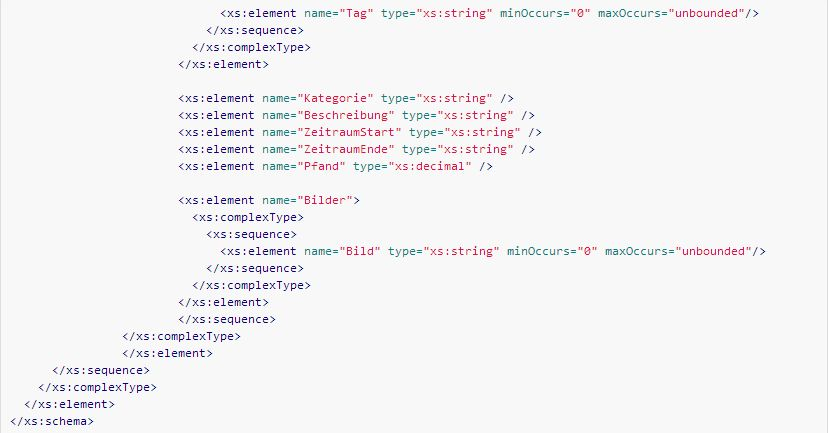 <xs:element name="Tag" type="xs:string" minOccurs="0" maxOccurs="unbounded"/>
</xs:sequence>
</xs:complexType>
</xs:element>
<xs:element name="Kategorie" type="xs:string" />
<xs:element name="Beschreibung" type="xs:string" />
<xs:element name="ZeitraumStart" type="xs:string" />
<xs:element name="ZeitraumEnde" type="xs:string" />
<xs:element name="Pfand" type="xs:decimal" />
<xs:element name="Bilder">
<xs:complexType>
<xs:sequence>
<xs:element name="Bild" type="xs:string" minOccurs="0" maxOccurs="unbounded"/>
</xs:sequence>
</xs:complexType>
</xs:element>
</xs:sequence>
</xs:complexType>
</xs:element>
</xs:sequence>
</xs:complexType>
</xs:element>
</xs:schema>